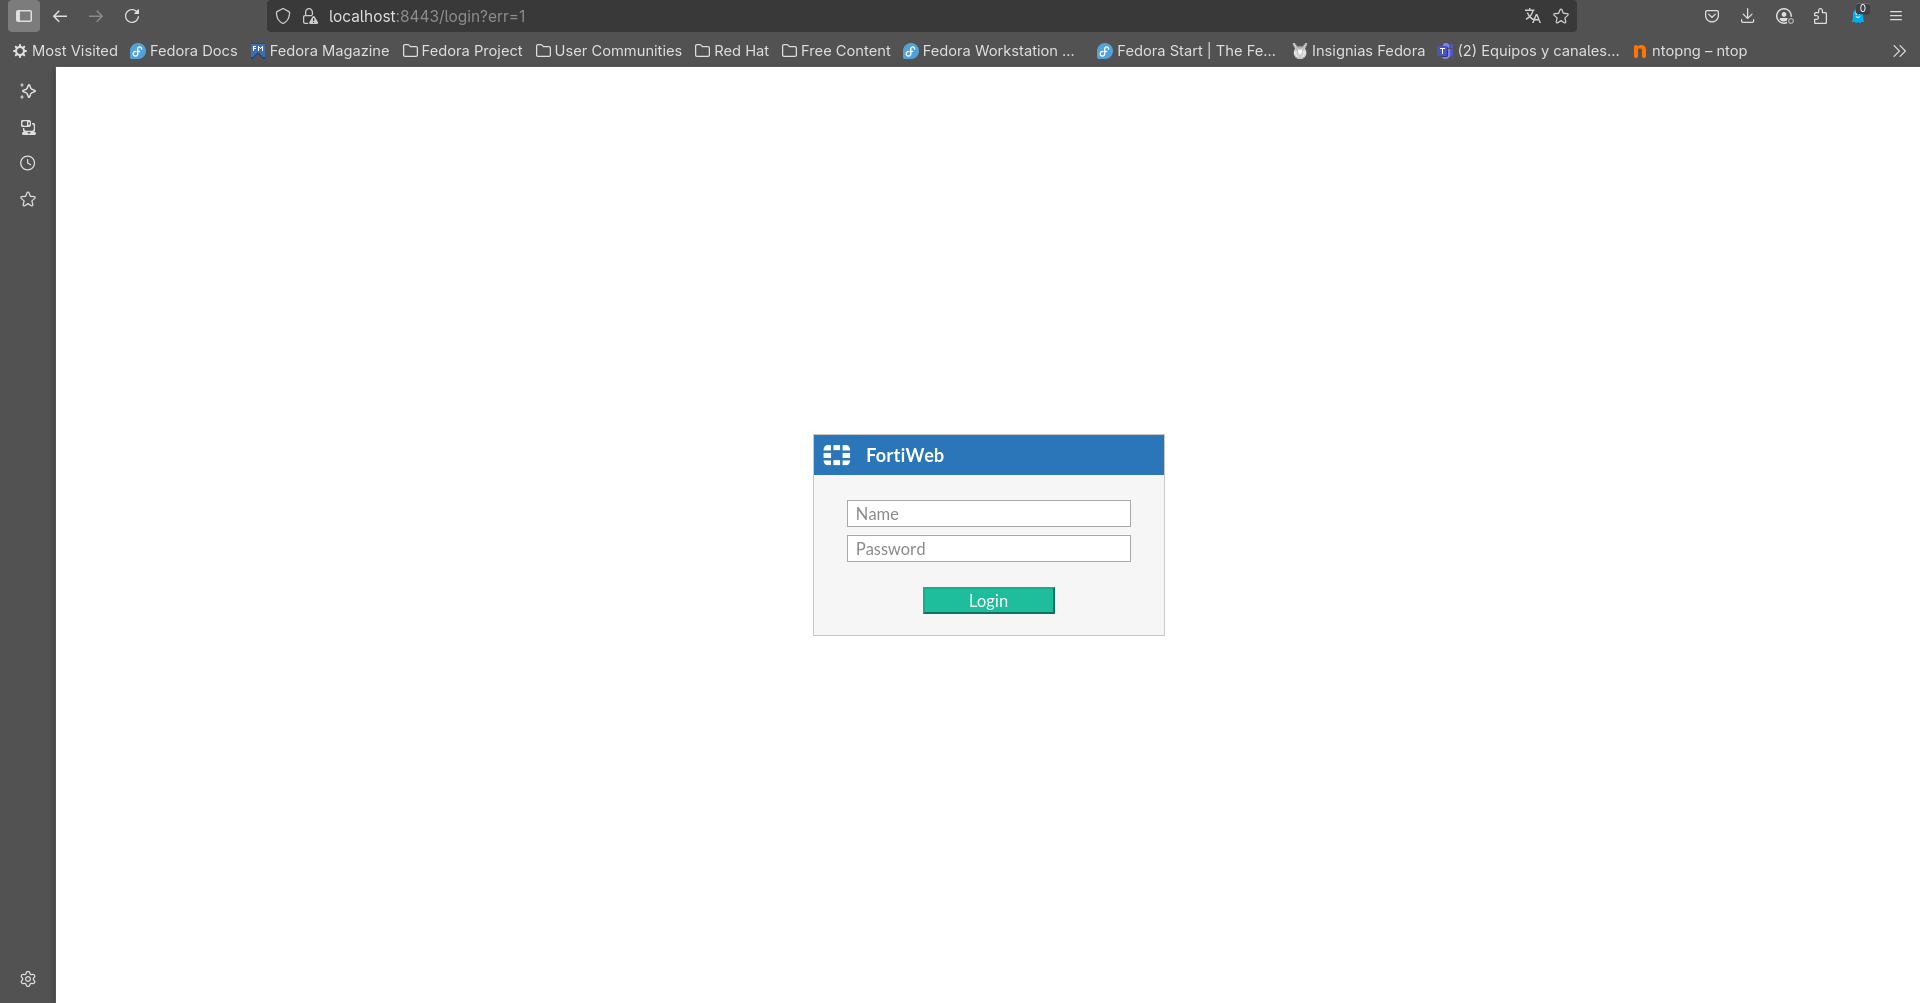 localhost:8443/login?err=1
0
Most Visited Fedora Docs Fedora Magazine Fedora Project User Communities Red Hat Free Content Fedora Workstation ... Fedora Start | The Fe... Insignias Fedora (2) Equipos y canales... ntopng – ntop
FortiWeb
Name
Password
Login